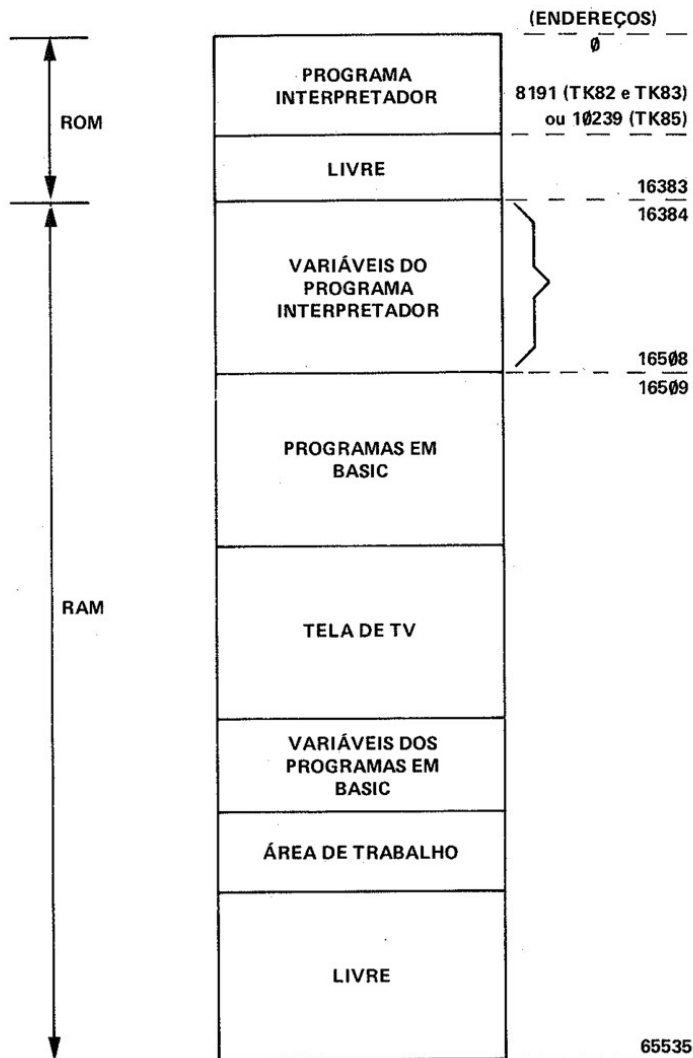 (ENDEREÇOS)
Ø
PROGRAMA
INTERPRETADOR
8191 (TK82 e TK83)
ou 1Ø239 (TK85)
ROM
LIVRE
16383
16384
VARIÁVEIS DO
PROGRAMA
INTERPRETADOR
165Ø8
165Ø9
PROGRAMAS EM
BASIC
RAM
TELA DE TV
VARIÁVEIS DOS
PROGRAMAS EM
BASIC
ÁREA DE TRABALHO
LIVRE
65535